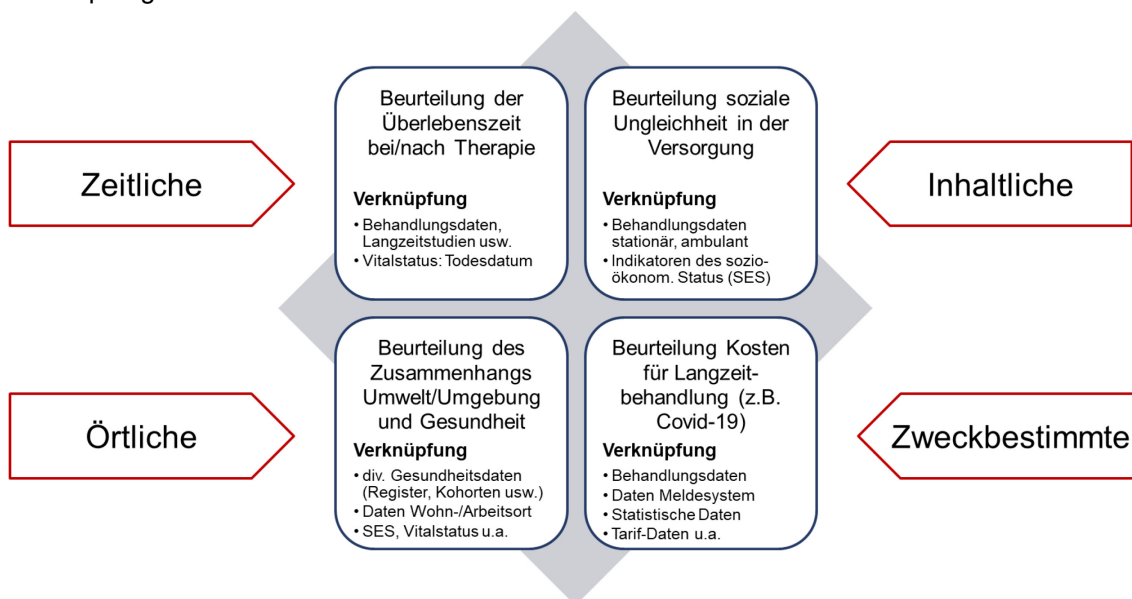 Zeitliche
Beurteilung der
Überlebenszeit
bei/nach Therapie
Verknüpfung
• Behandlungsdaten,
Langzeitstudien usw.
• Vitalstatus: Todesdatum
Beurteilung soziale
Ungleichheit in der
Versorgung
Verknüpfung
• Behandlungsdaten
stationär, ambulant
• Indikatoren des sozio-
ökonom. Status (SES)
Inhaltliche
Örtliche
Beurteilung des
Zusammenhangs
Umwelt/Umgebung
und Gesundheit
Verknüpfung
• div. Gesundheitsdaten
(Register, Kohorten usw.)
• Daten Wohn-/Arbeitsort
• SES, Vitalstatus u.a.
Beurteilung Kosten
für Langzeit-
behandlung (z.B.
Covid-19)
Verknüpfung
• Behandlungsdaten
• Daten Meldesystem
• Statistische Daten
• Tarif-Daten u.a.
Zweckbestimmte